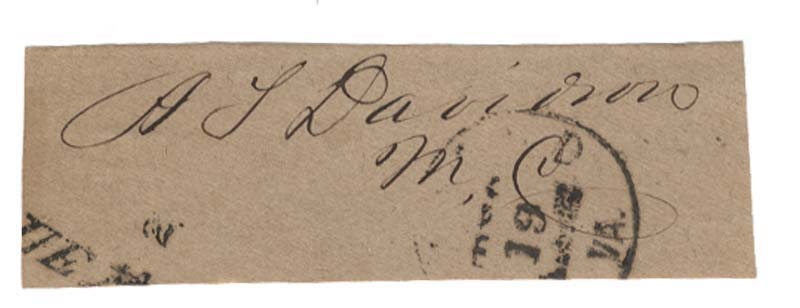 A S Davidson
M, C
19
VA.